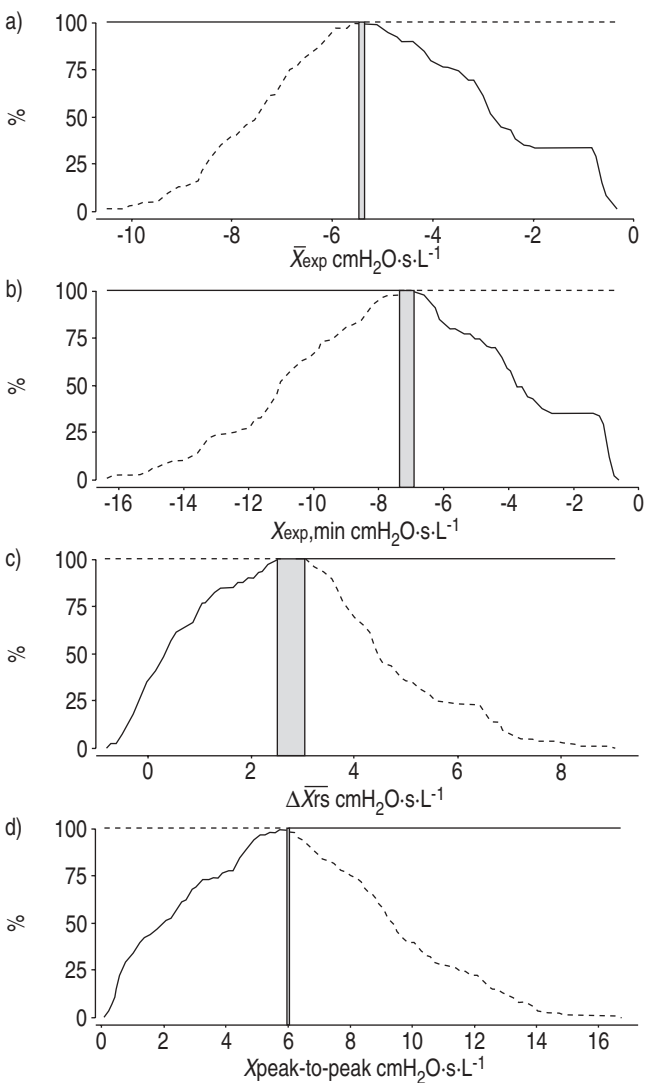 a)
100
75
50
25
0
%
-10 -8 -6 -4 -2 0
X̅exp cmH₂O·s·L⁻¹
b)
100
75
50
25
0
%
-16 -14 -12 -10 -8 -6 -4 -2 0
Xexp,min cmH₂O·s·L⁻¹
c)
100
75
50
25
0
%
0 2 4 6 8
ΔX̅r̅s̅ cmH₂O·s·L⁻¹
d)
100
75
50
25
0
%
0 2 4 6 8 10 12 14 16
Xpeak-to-peak cmH₂O·s·L⁻¹